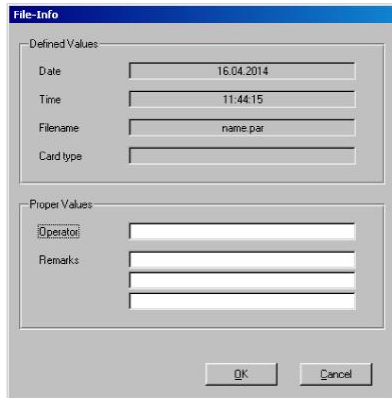 File-Info
Defined Values
Date 16.04.2014
Time 11:44:15
Filename name.par
Card type
Proper Values
Operator
Remarks
OK Cancel